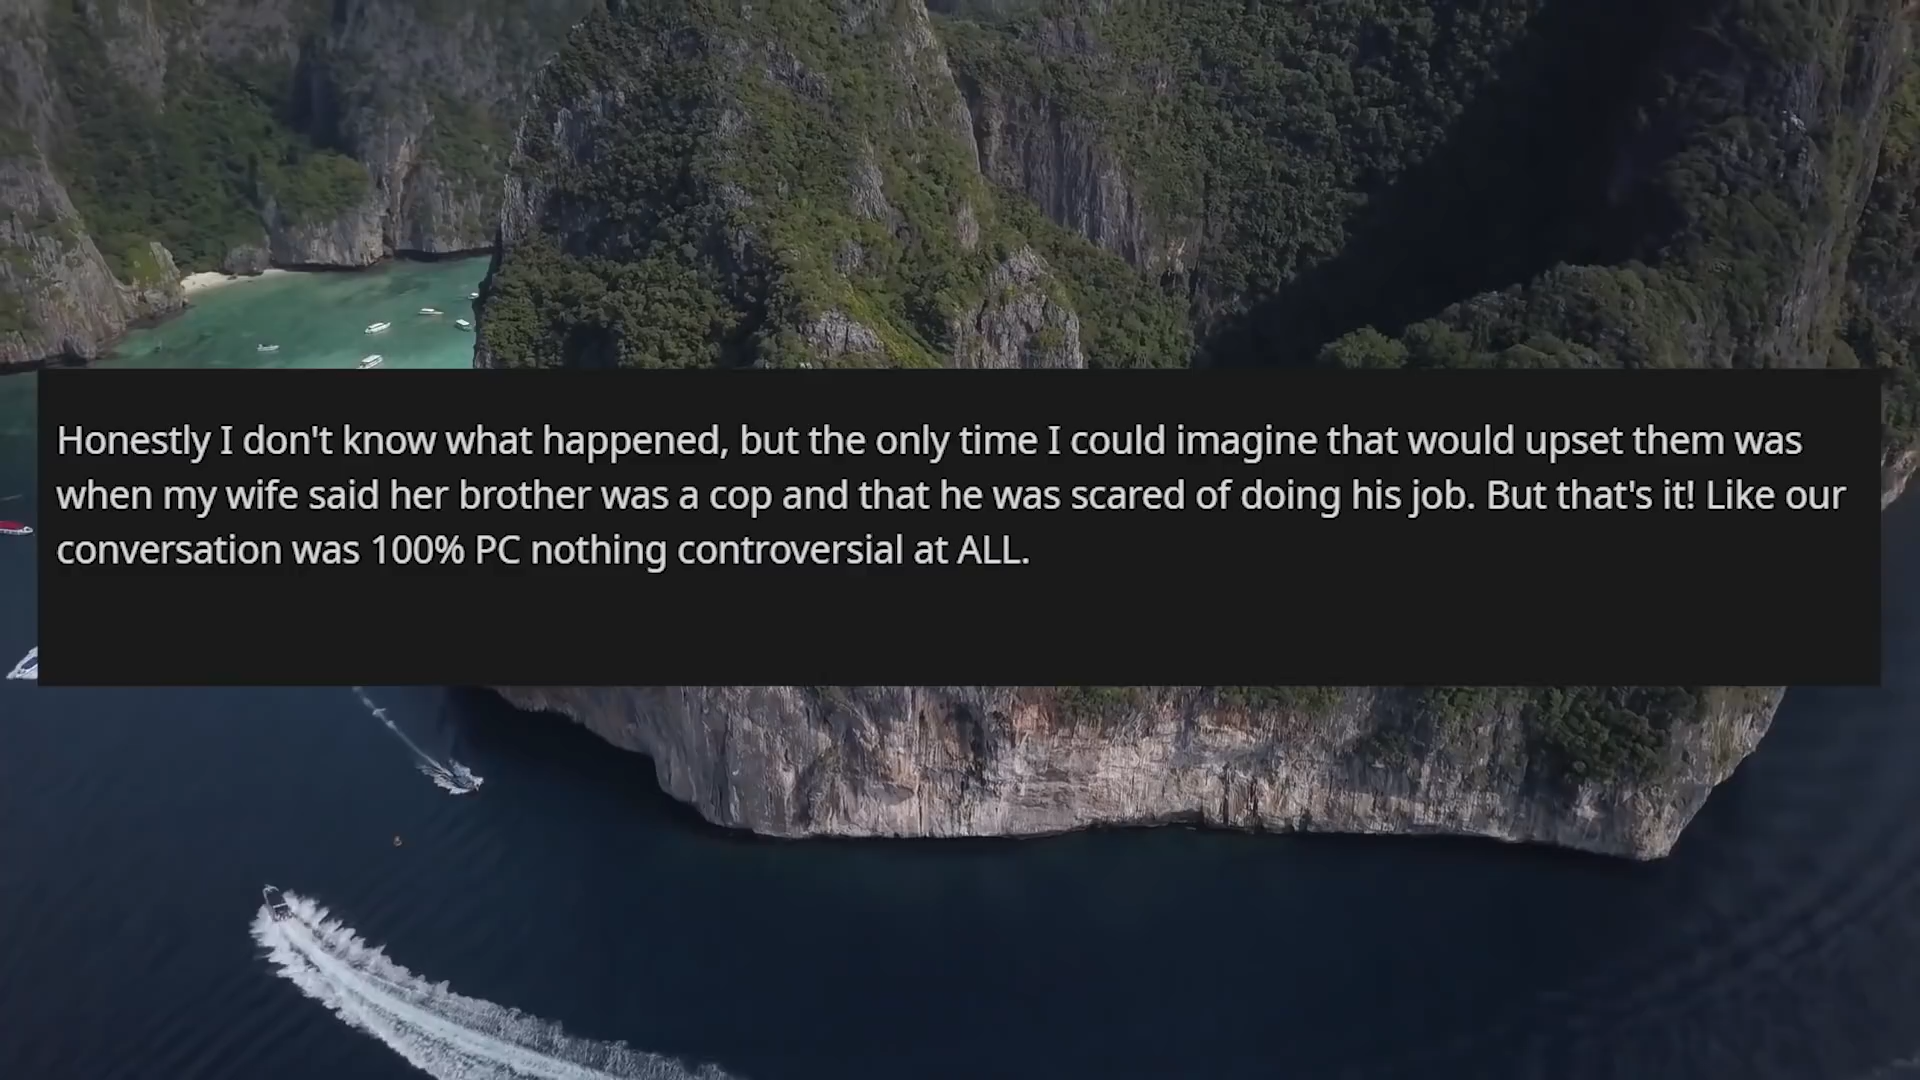 Honestly I don't know what happened, but the only time I could imagine that would upset them was
when my wife said her brother was a cop and that he was scared of doing his job. But that's it! Like our
conversation was 100% PC nothing controversial at ALL.